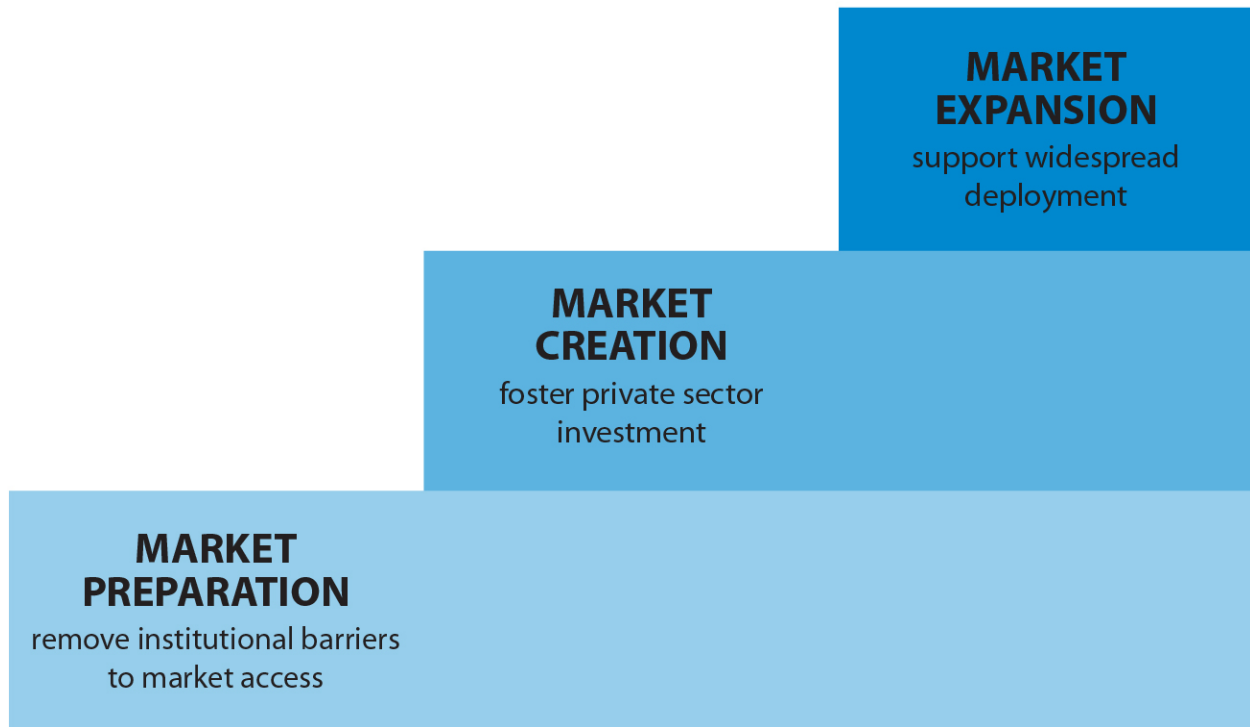 MARKET
EXPANSION
support widespread
deployment
MARKET
CREATION
foster private sector
investment
MARKET
PREPARATION
remove institutional barriers
to market access